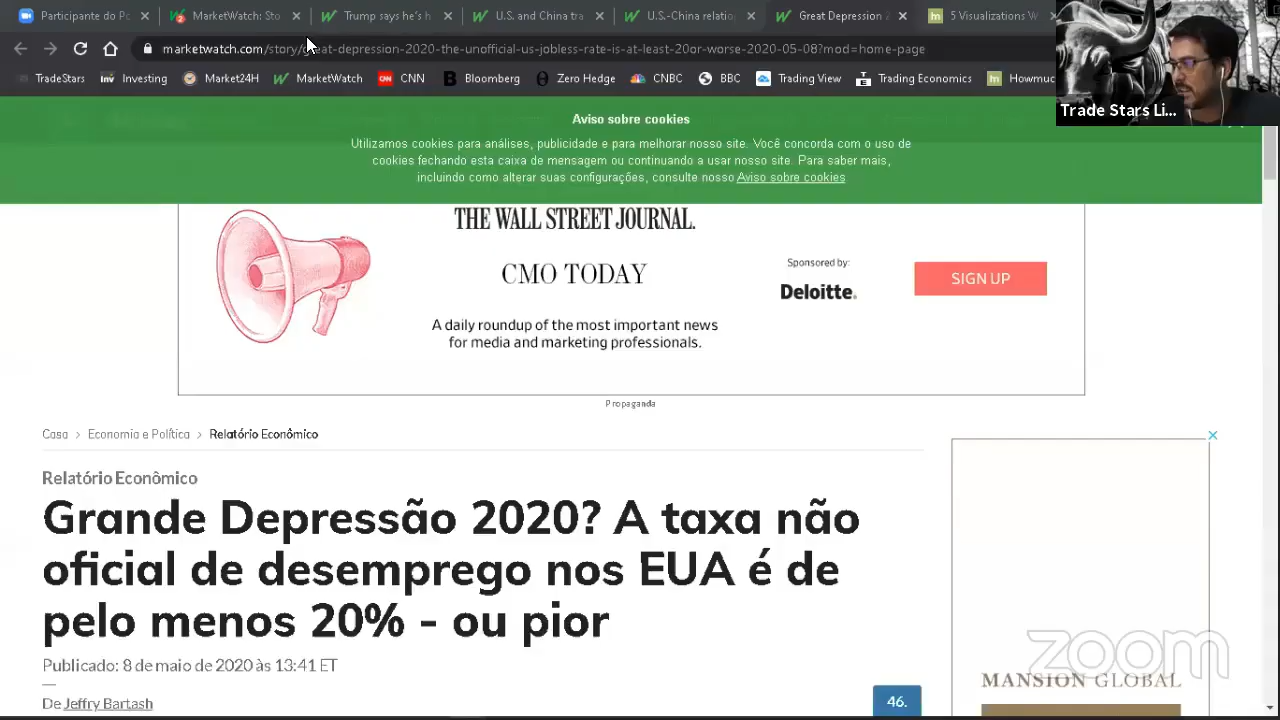 Participante do Pc
MarketWatch: Sto
Trump says he's h
U.S. and China tra
U.S.-China relatio
Great Depression 2
5 Visualizations W
marketwatch.com/story/great-depression-2020-the-unofficial-us-jobless-rate-is-at-least-20or-worse-2020-05-08?mod=home-page
TradeStars
inv Investing
Market24H
MarketWatch
CNN
Bloomberg
Zero Hedge
CNBC
BBC
Trading View
Trading Economics
Howmuc
Trade Stars Li...
Aviso sobre cookies
Utilizamos cookies para análises, publicidade e para melhorar nosso site. Você concorda com o uso de
cookies fechando esta caixa de mensagem ou continuando a usar nosso site. Para saber mais,
incluindo como alterar suas configurações, consulte nosso Aviso sobre cookies
THE WALL STREET JOURNAL.
CMO TODAY
A daily roundup of the most important news
for media and marketing professionals.
Sponsored by:
Deloitte.
SIGN UP
Propaganda
Casa > Economia e Política > Relatório Econômico
Relatório Econômico
Grande Depressão 2020? A taxa não
oficial de desemprego nos EUA é de
pelo menos 20% - ou pior
Publicado: 8 de maio de 2020 às 13:41 ET
De Jeffry Bartash
46.
zoom
MANSION GLOBAL